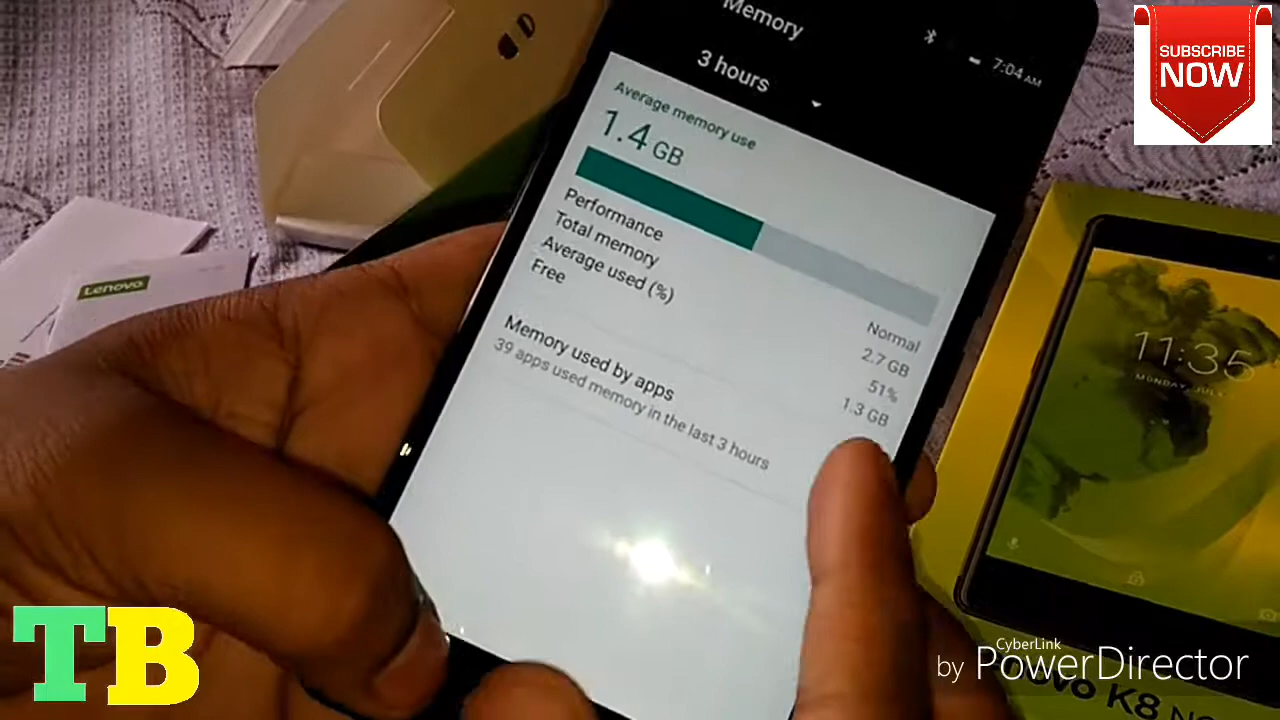 Memory
7:04 AM
3 hours
Average memory use
1.4 GB
Performance Normal
Total memory 2.7 GB
Average used (%) 51%
Free 1.3 GB
Memory used by apps
39 apps used memory in the last 3 hours
SUBSCRIBE
NOW
Lenovo
11:35
MONDAY, JULY
TB
CyberLink
by PowerDirector
K8